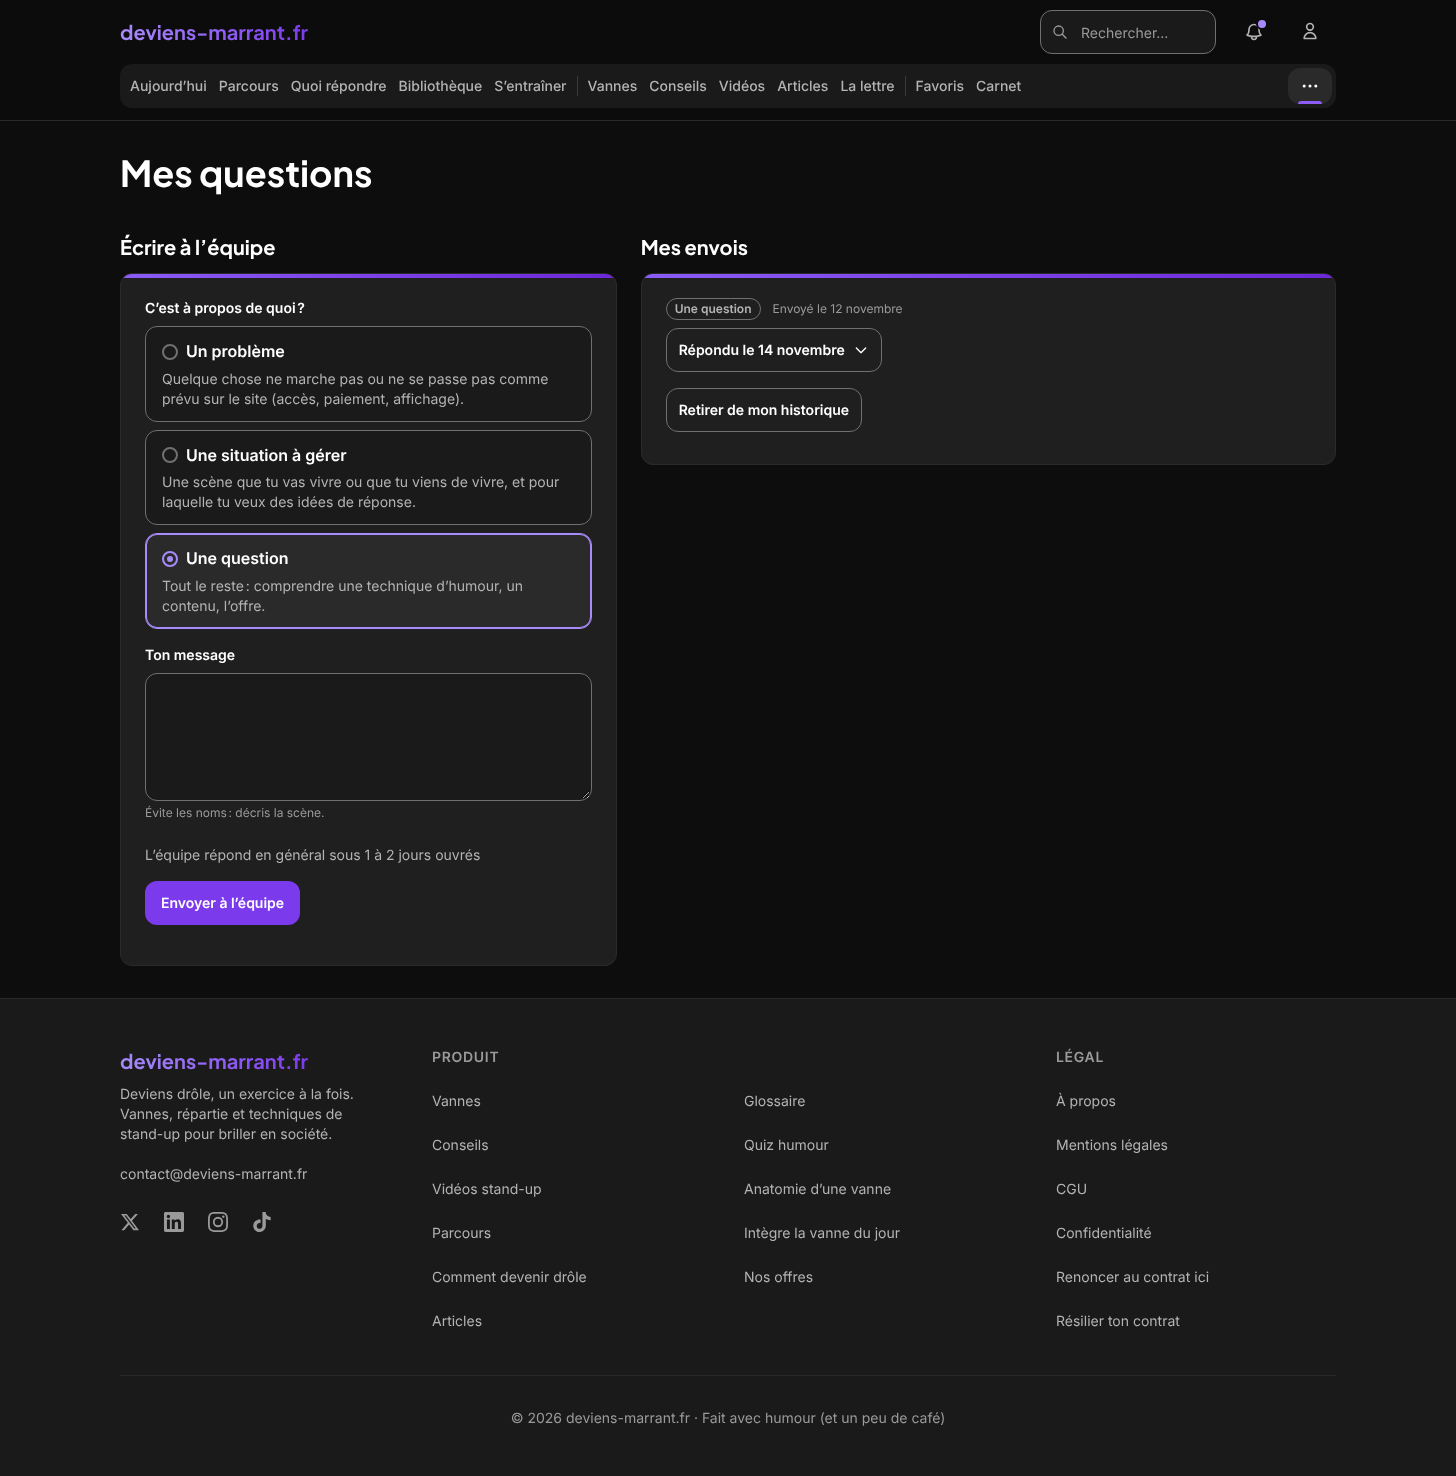 deviens-marrant.fr
Rechercher...
Aujourd’hui Parcours Quoi répondre Bibliothèque S’entraîner Vannes Conseils Vidéos Articles La lettre Favoris Carnet
Mes questions
Écrire à l’équipe
C’est à propos de quoi ?
Un problème
Quelque chose ne marche pas ou ne se passe pas comme
prévu sur le site (accès, paiement, affichage).
Une situation à gérer
Une scène que tu vas vivre ou que tu viens de vivre, et pour
laquelle tu veux des idées de réponse.
Une question
Tout le reste : comprendre une technique d’humour, un
contenu, l’offre.
Ton message
Évite les noms : décris la scène.
L’équipe répond en général sous 1 à 2 jours ouvrés
Envoyer à l’équipe
Mes envois
Une question Envoyé le 12 novembre
Répondu le 14 novembre
Retirer de mon historique
deviens-marrant.fr
Deviens drôle, un exercice à la fois.
Vannes, répartie et techniques de
stand-up pour briller en société.
contact@deviens-marrant.fr
PRODUIT
Vannes
Conseils
Vidéos stand-up
Parcours
Comment devenir drôle
Articles
Glossaire
Quiz humour
Anatomie d’une vanne
Intègre la vanne du jour
Nos offres
LÉGAL
À propos
Mentions légales
CGU
Confidentialité
Renoncer au contrat ici
Résilier ton contrat
© 2026 deviens-marrant.fr · Fait avec humour (et un peu de café)